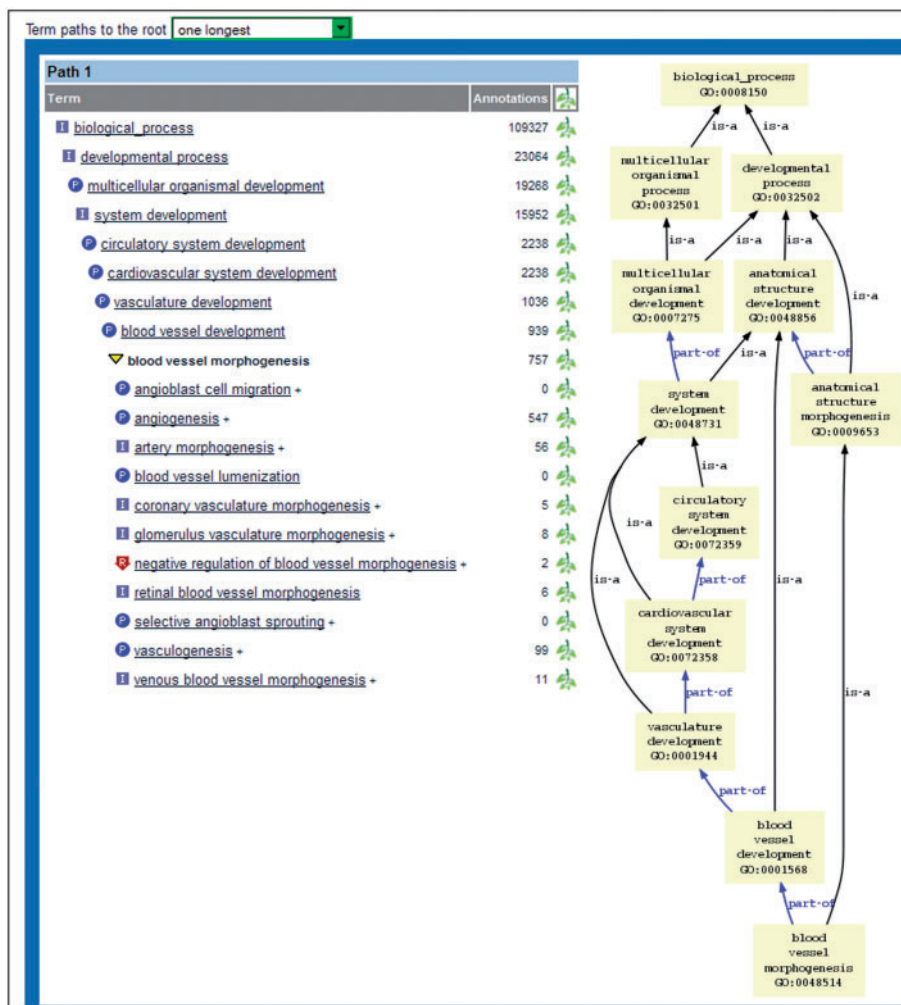 Term paths to the root one longest
Path 1
Term Annotations
I biological_process 109327
I developmental process 23064
P multicellular organismal development 19268
I system development 15952
P circulatory system development 2238
P cardiovascular system development 2238
P vasculature development 1036
P blood vessel development 939
blood vessel morphogenesis 757
P angioblast cell migration + 0
P angiogenesis + 547
I artery morphogenesis + 56
P blood vessel lumenization 0
I coronary vasculature morphogenesis + 5
I glomerulus vasculature morphogenesis + 8
R negative regulation of blood vessel morphogenesis + 2
I retinal blood vessel morphogenesis 6
P selective angioblast sprouting + 0
P vasculogenesis + 99
I venous blood vessel morphogenesis + 11
biological_process
GO:0008150
is-a
is-a
multicellular
organismal
process
GO:0032501
developmental
process
GO:0032502
is-a
is-a
is-a
is-a
multicellular
organismal
development
GO:0007275
anatomical
structure
development
GO:0048856
part-of
is-a
part-of
system
development
GO:0048731
anatomical
structure
morphogenesis
GO:0009653
is-a
is-a
circulatory
system
development
GO:0072359
is-a
is-a
is-a
part-of
cardiovascular
system
development
GO:0072358
is-a
part-of
vasculature
development
GO:0001944
part-of
blood
vessel
development
GO:0001568
part-of
blood
vessel
morphogenesis
GO:0048514